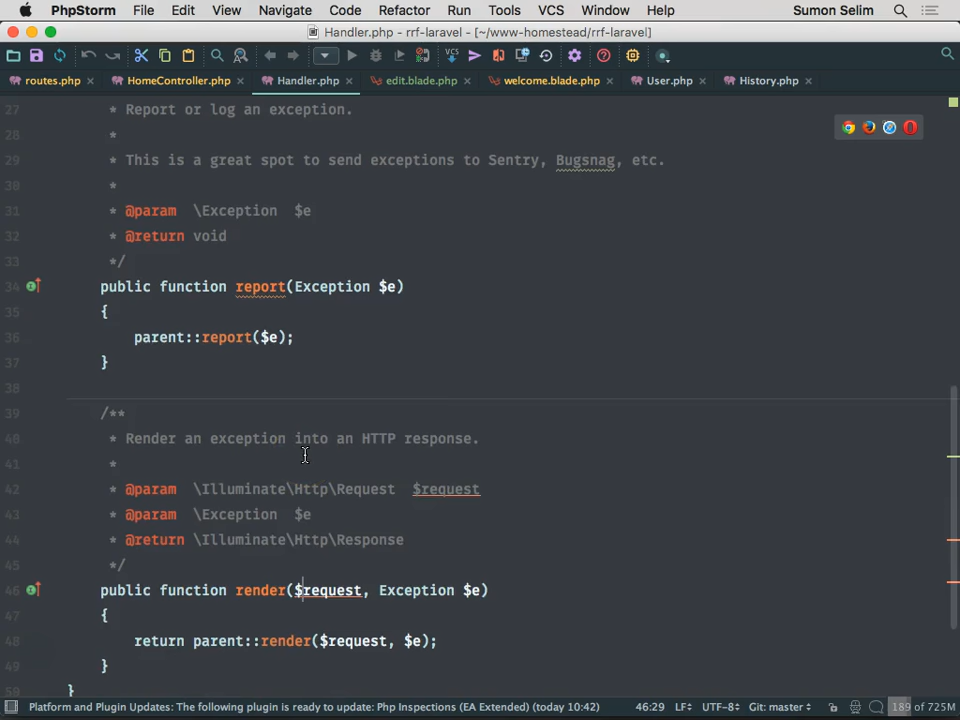 PhpStorm File Edit View Navigate Code Refactor Run Tools VCS Window Help Sumon Selim
Handler.php - rrf-laravel - [~/www-homestead/rrf-laravel]
VCS VCS
routes.php HomeController.php Handler.php edit.blade.php welcome.blade.php User.php History.php
27 * Report or log an exception.
28 *
29 * This is a great spot to send exceptions to Sentry, Bugsnag, etc.
30 *
31 * @param \Exception $e
32 * @return void
33 */
34 public function report(Exception $e)
35 {
36 parent::report($e);
37 }
38
39 /**
40 * Render an exception into an HTTP response.
41 *
42 * @param \Illuminate\Http\Request $request
43 * @param \Exception $e
44 * @return \Illuminate\Http\Response
45 */
46 public function render($request, Exception $e)
47 {
48 return parent::render($request, $e);
49 }
50 }
Platform and Plugin Updates: The following plugin is ready to update: Php Inspections (EA Extended) (today 10:42) 46:29 LF UTF-8 Git: master 189 of 725M